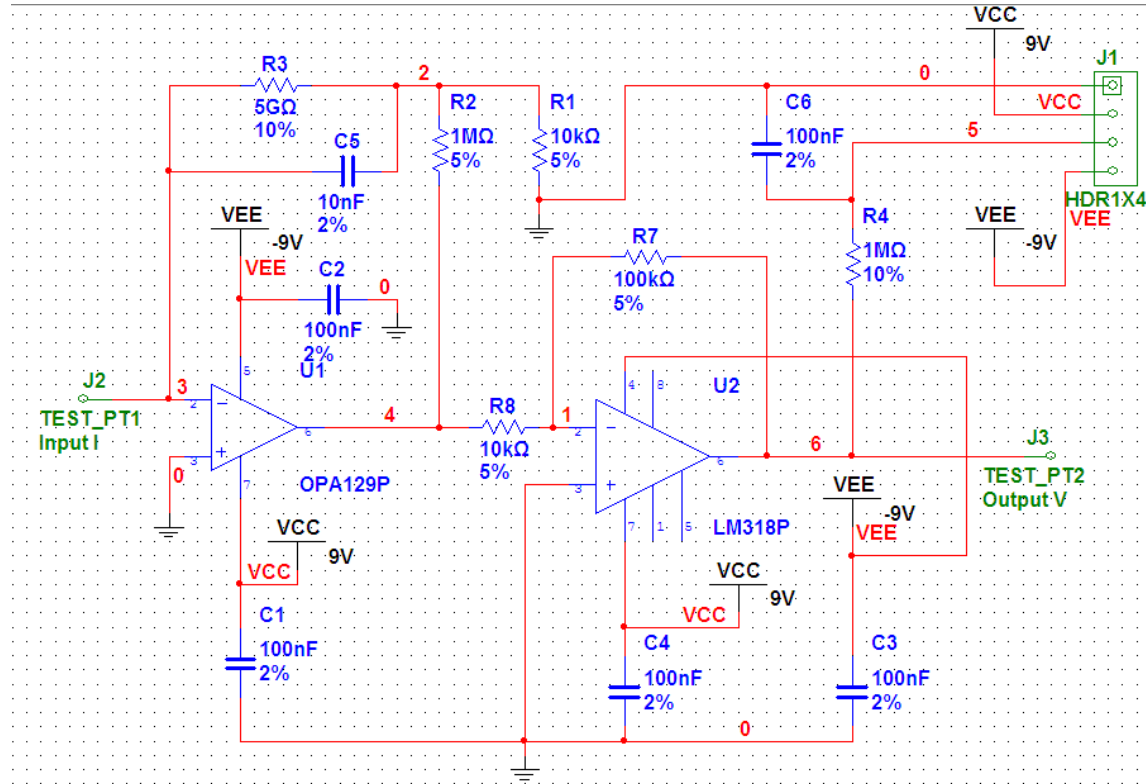 VCC
9V
J1
R3
2
0
5GΩ
10%
R2
R1
C6
VCC
1MΩ
5%
10kΩ
5%
100nF
2%
5
C5
10nF
2%
HDR1X4
VEE
-9V
VEE
R4
VEE
-9V
VEE
R7
1MΩ
10%
C2
0
100nF
2%
100kΩ
5%
U1
5
J2
3
2
TEST_PT1
Input I
4
6
R8
1
10kΩ
5%
4
8
U2
2
6
6
J3
TEST_PT2
Output V
3
0
7
OPA129P
3
7
1
5
LM318P
VEE
-9V
VEE
VCC
9V
VCC
VCC
9V
VCC
C1
100nF
2%
C4
100nF
2%
C3
100nF
2%
0